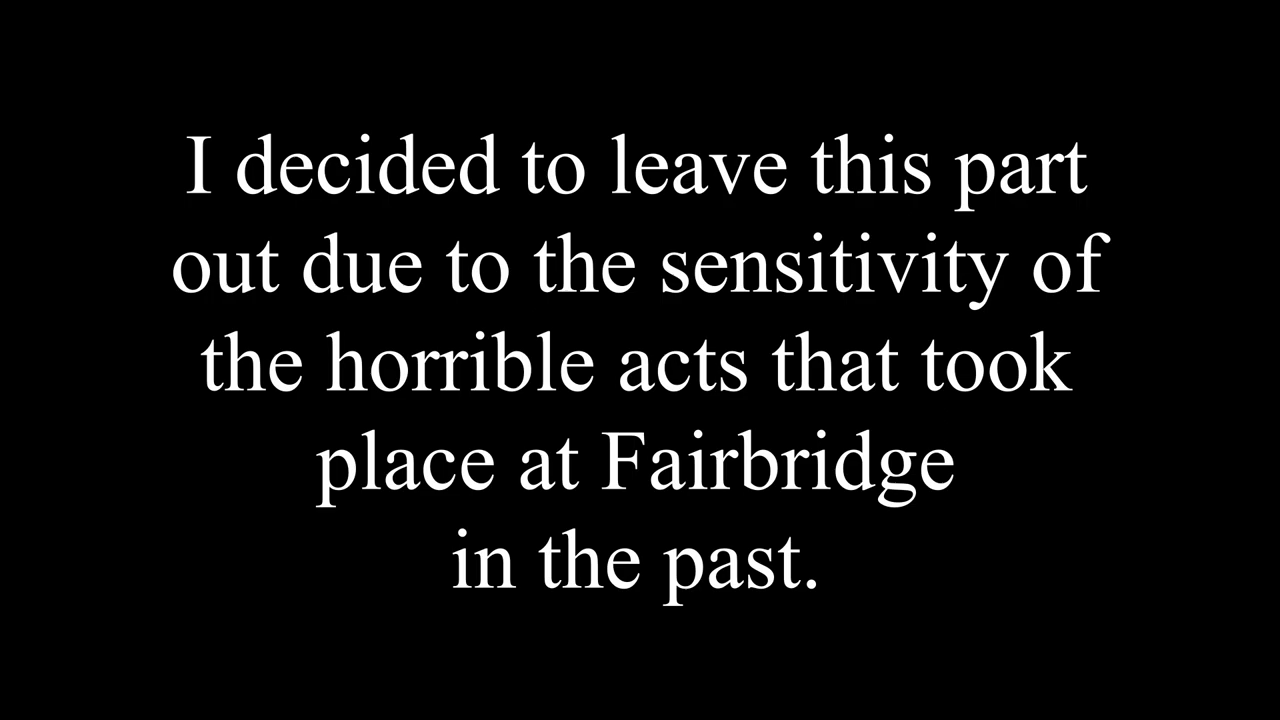 I decided to leave this part
out due to the sensitivity of
the horrible acts that took
place at Fairbridge
in the past.